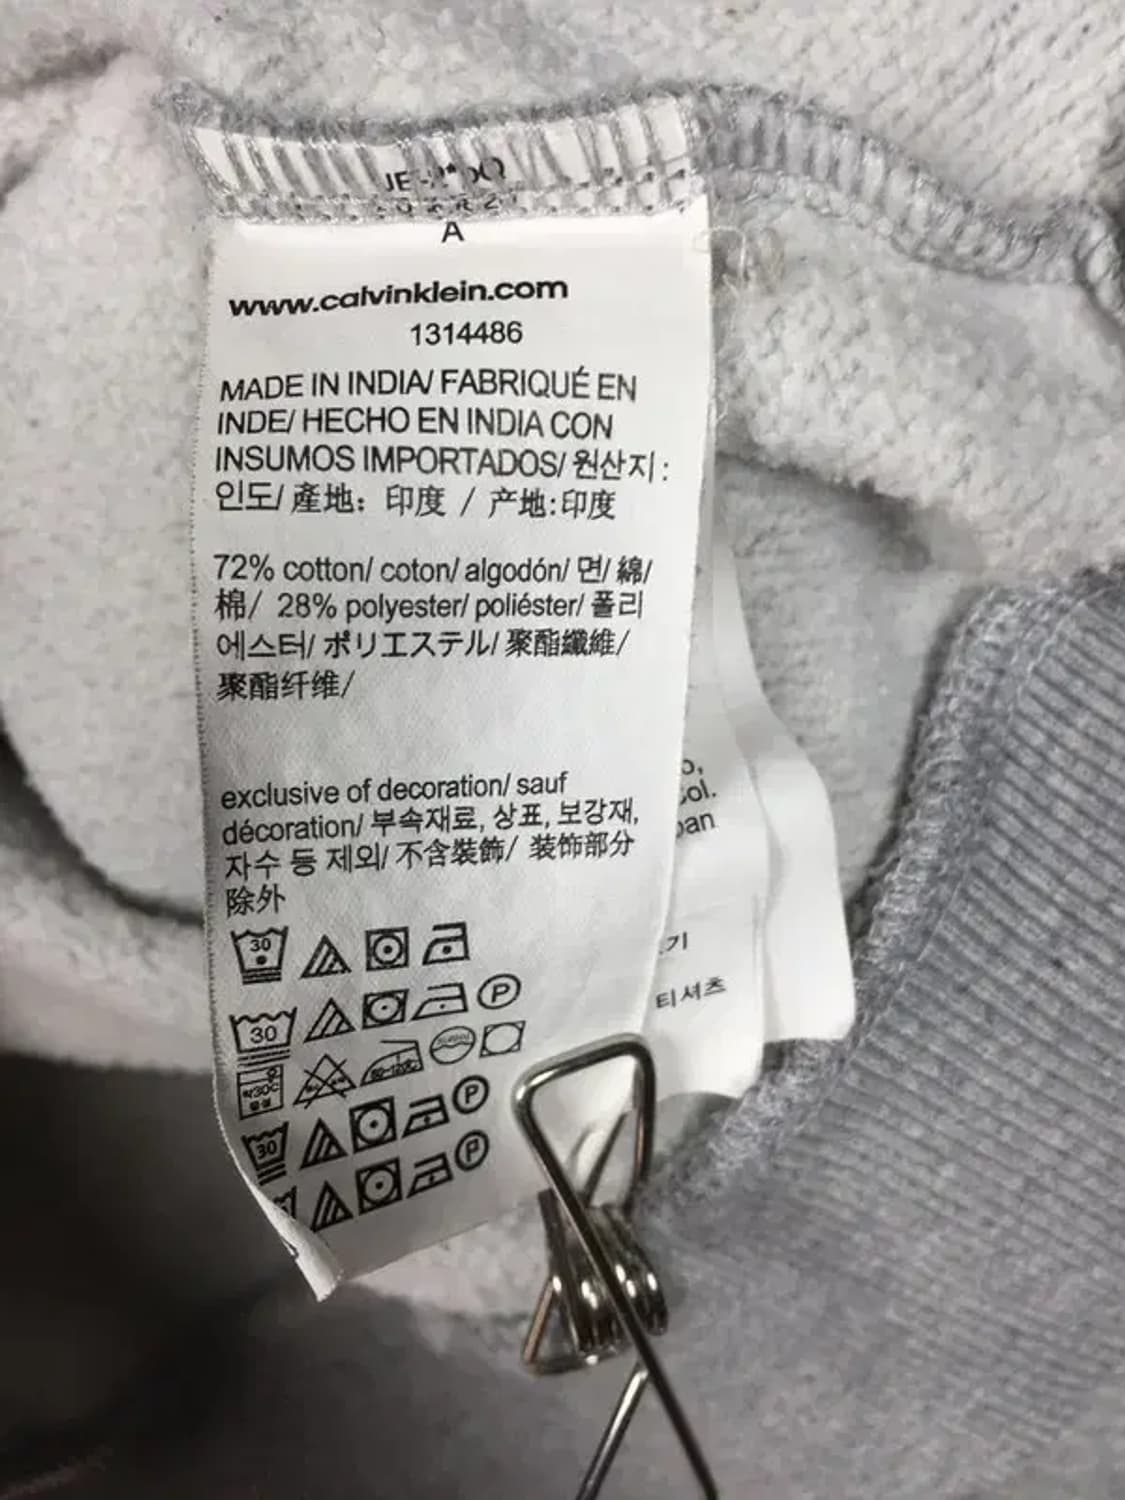 A
www.calvinklein.com
1314486
MADE IN INDIA/ FABRIQUÉ EN
INDE/ HECHO EN INDIA CON
INSUMOS IMPORTADOS/ 원산지:
인도/ 產地: 印度 / 产地:印度
72% cotton/ coton/ algodón/ 면/ 綿/
棉/ 28% polyester/ poliéster/ 폴리
에스터/ ポリエステル/ 聚酯纖維/
聚酯纤维/
exclusive of decoration/ sauf
décoration/ 부속재료, 상표, 보강재,
자수 등 제외/ 不含裝飾/ 装饰部分
除外
30
30 P
30 P
P
티셔츠